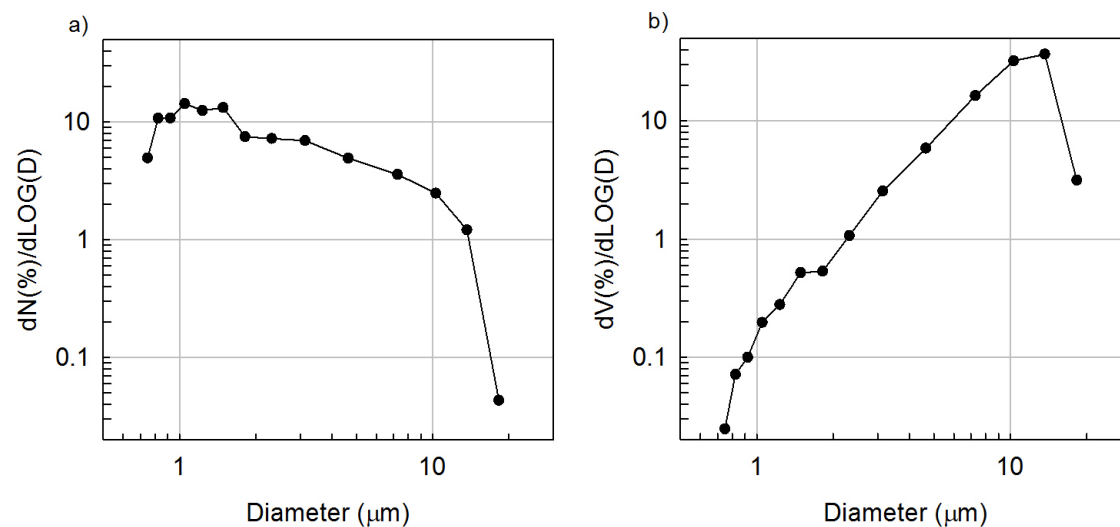 a)
dN(%)/dLOG(D)
10
1
0.1
1 10
Diameter (μm)
b)
dV(%)/dLOG(D)
10
1
0.1
1 10
Diameter (μm)